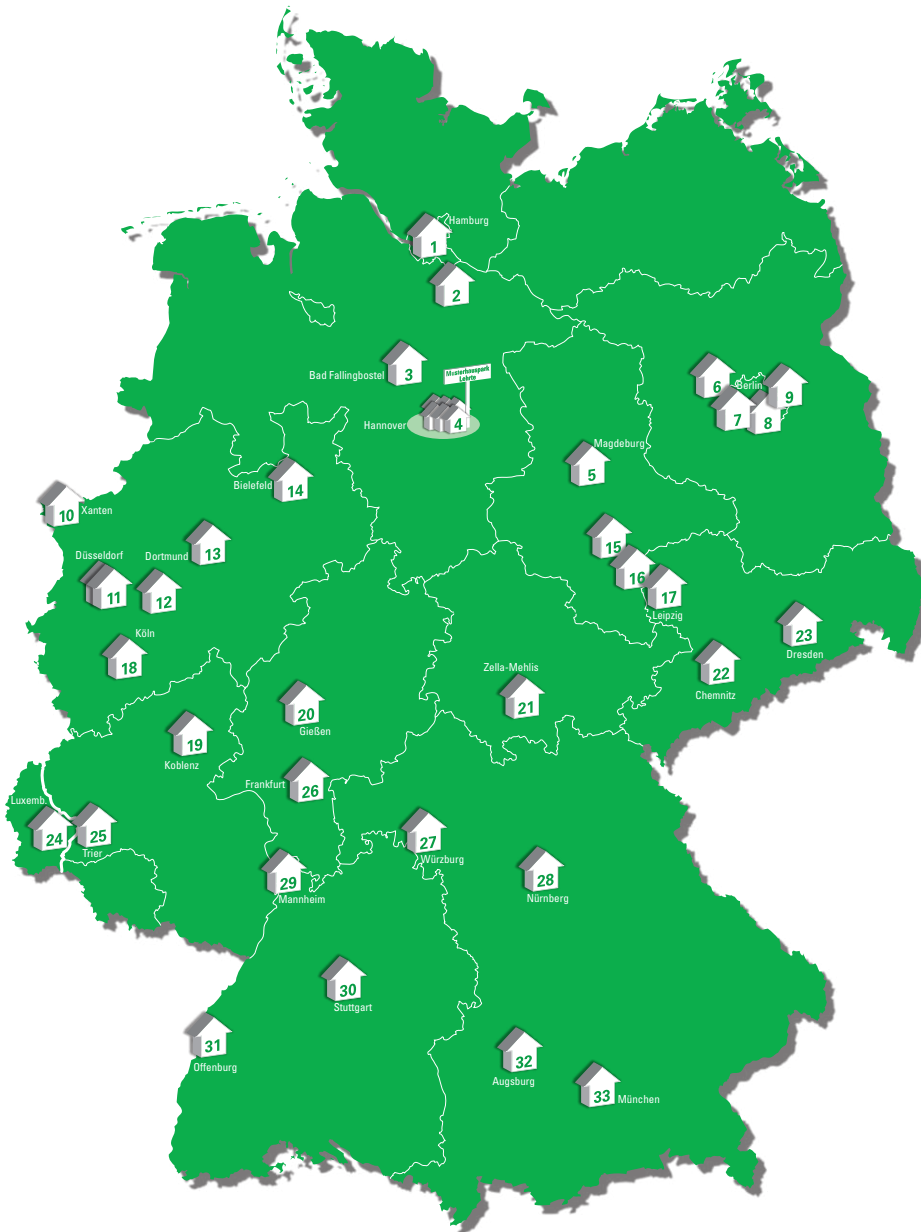 Hamburg
1
2
3
Bad Fallingbostel
Musterhauspark
Lehrte
Hannover
4
6
Berlin
9
7
8
Magdeburg
5
Bielefeld
14
10
Xanten
Düsseldorf
Dortmund
13
11
12
Köln
18
15
16
17
Leipzig
23
Dresden
22
Chemnitz
Zella-Mehlis
21
20
Gießen
19
Koblenz
Frankfurt
26
Luxemb.
24
25
Trier
27
Würzburg
28
Nürnberg
29
Mannheim
30
Stuttgart
31
Offenburg
32
Augsburg
33
München